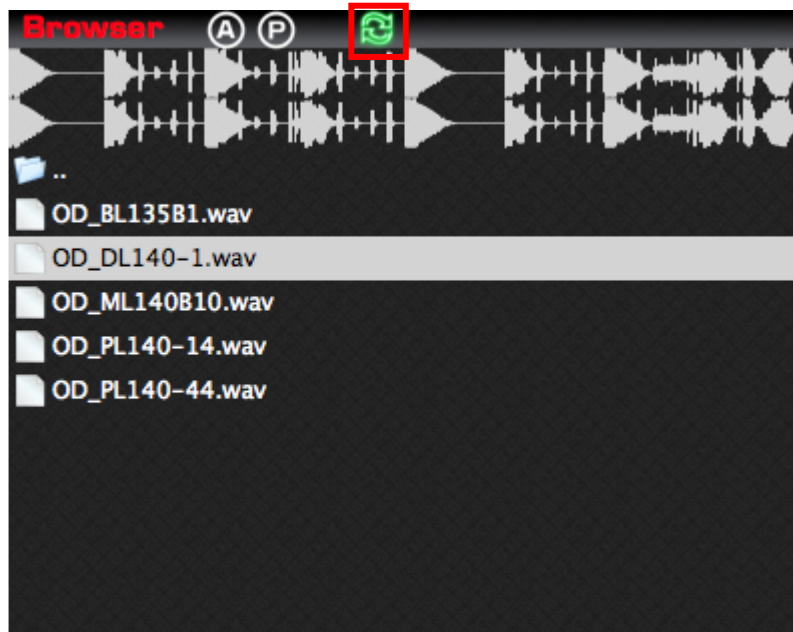 Browser A P
..
OD_BL135B1.wav
OD_DL140-1.wav
OD_ML140B10.wav
OD_PL140-14.wav
OD_PL140-44.wav